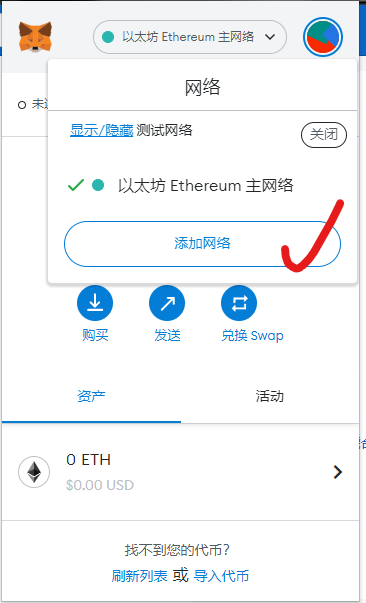 以太坊 Ethereum 主网络
网络
显示/隐藏 测试网络
关闭
以太坊 Ethereum 主网络
添加网络
购买
发送
兑换 Swap
资产
活动
0 ETH
$0.00 USD
找不到您的代币？
刷新列表 或 导入代币